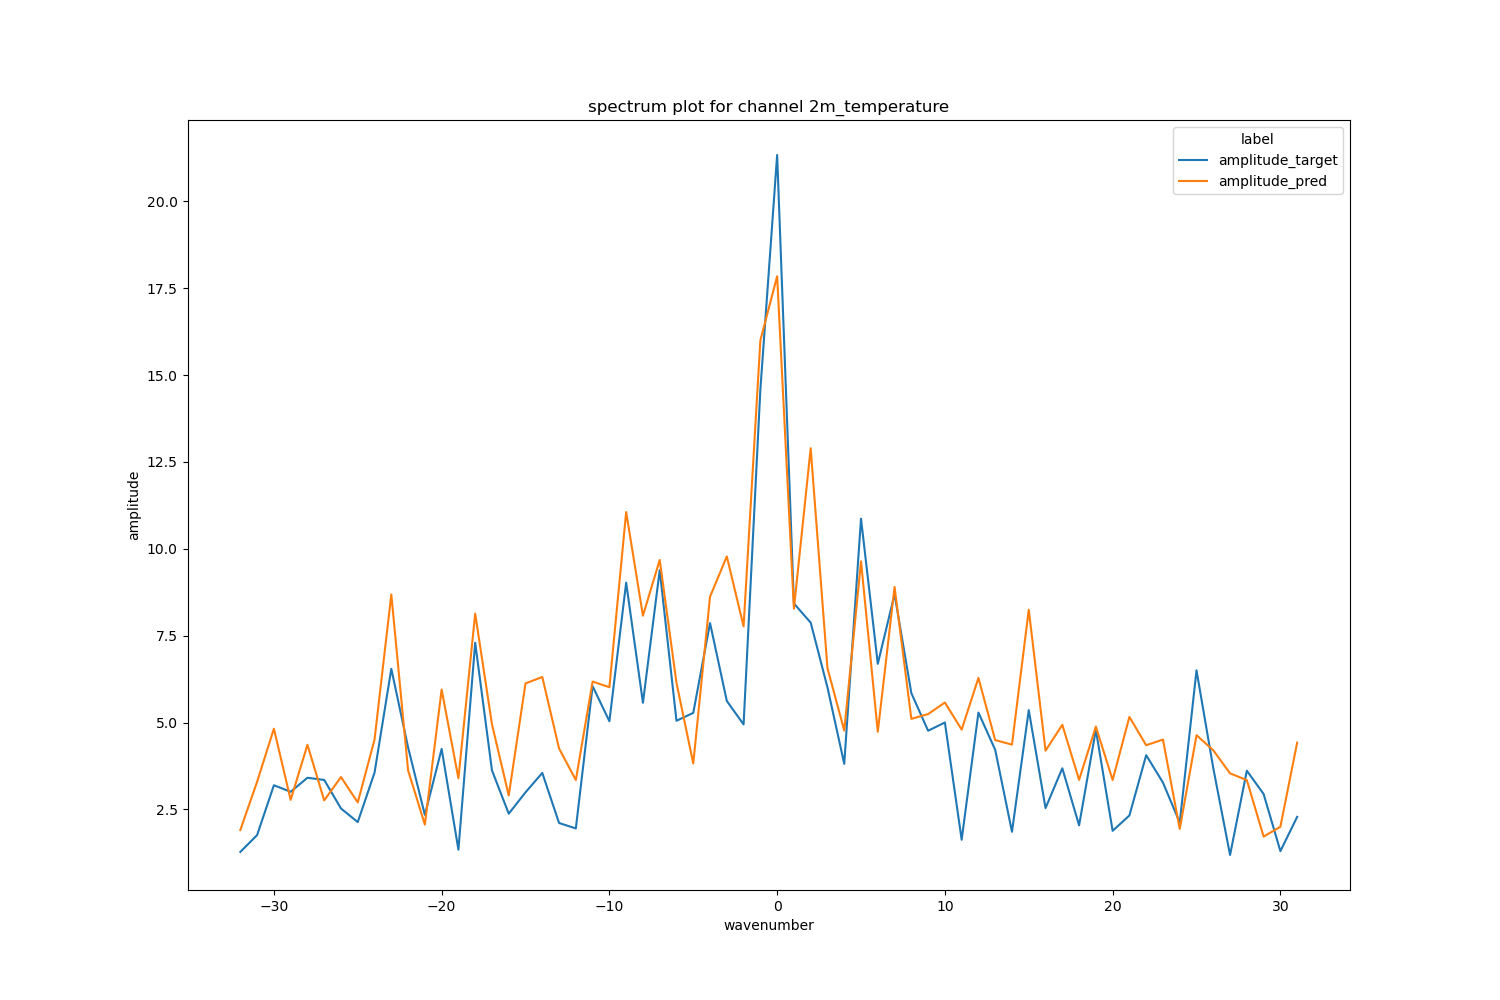 spectrum plot for channel 2m_temperature
label
amplitude_target
amplitude_pred
amplitude
20.0
17.5
15.0
12.5
10.0
7.5
5.0
2.5
−30 −20 −10 0 10 20 30
wavenumber